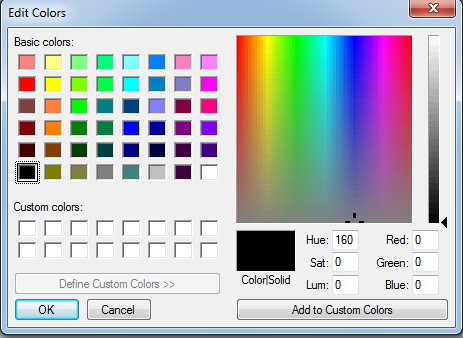 Edit Colors
Basic colors:
Custom colors:
Define Custom Colors >>
OK
Cancel
Color|Solid
Hue: 160
Sat: 0
Lum: 0
Red: 0
Green: 0
Blue: 0
Add to Custom Colors